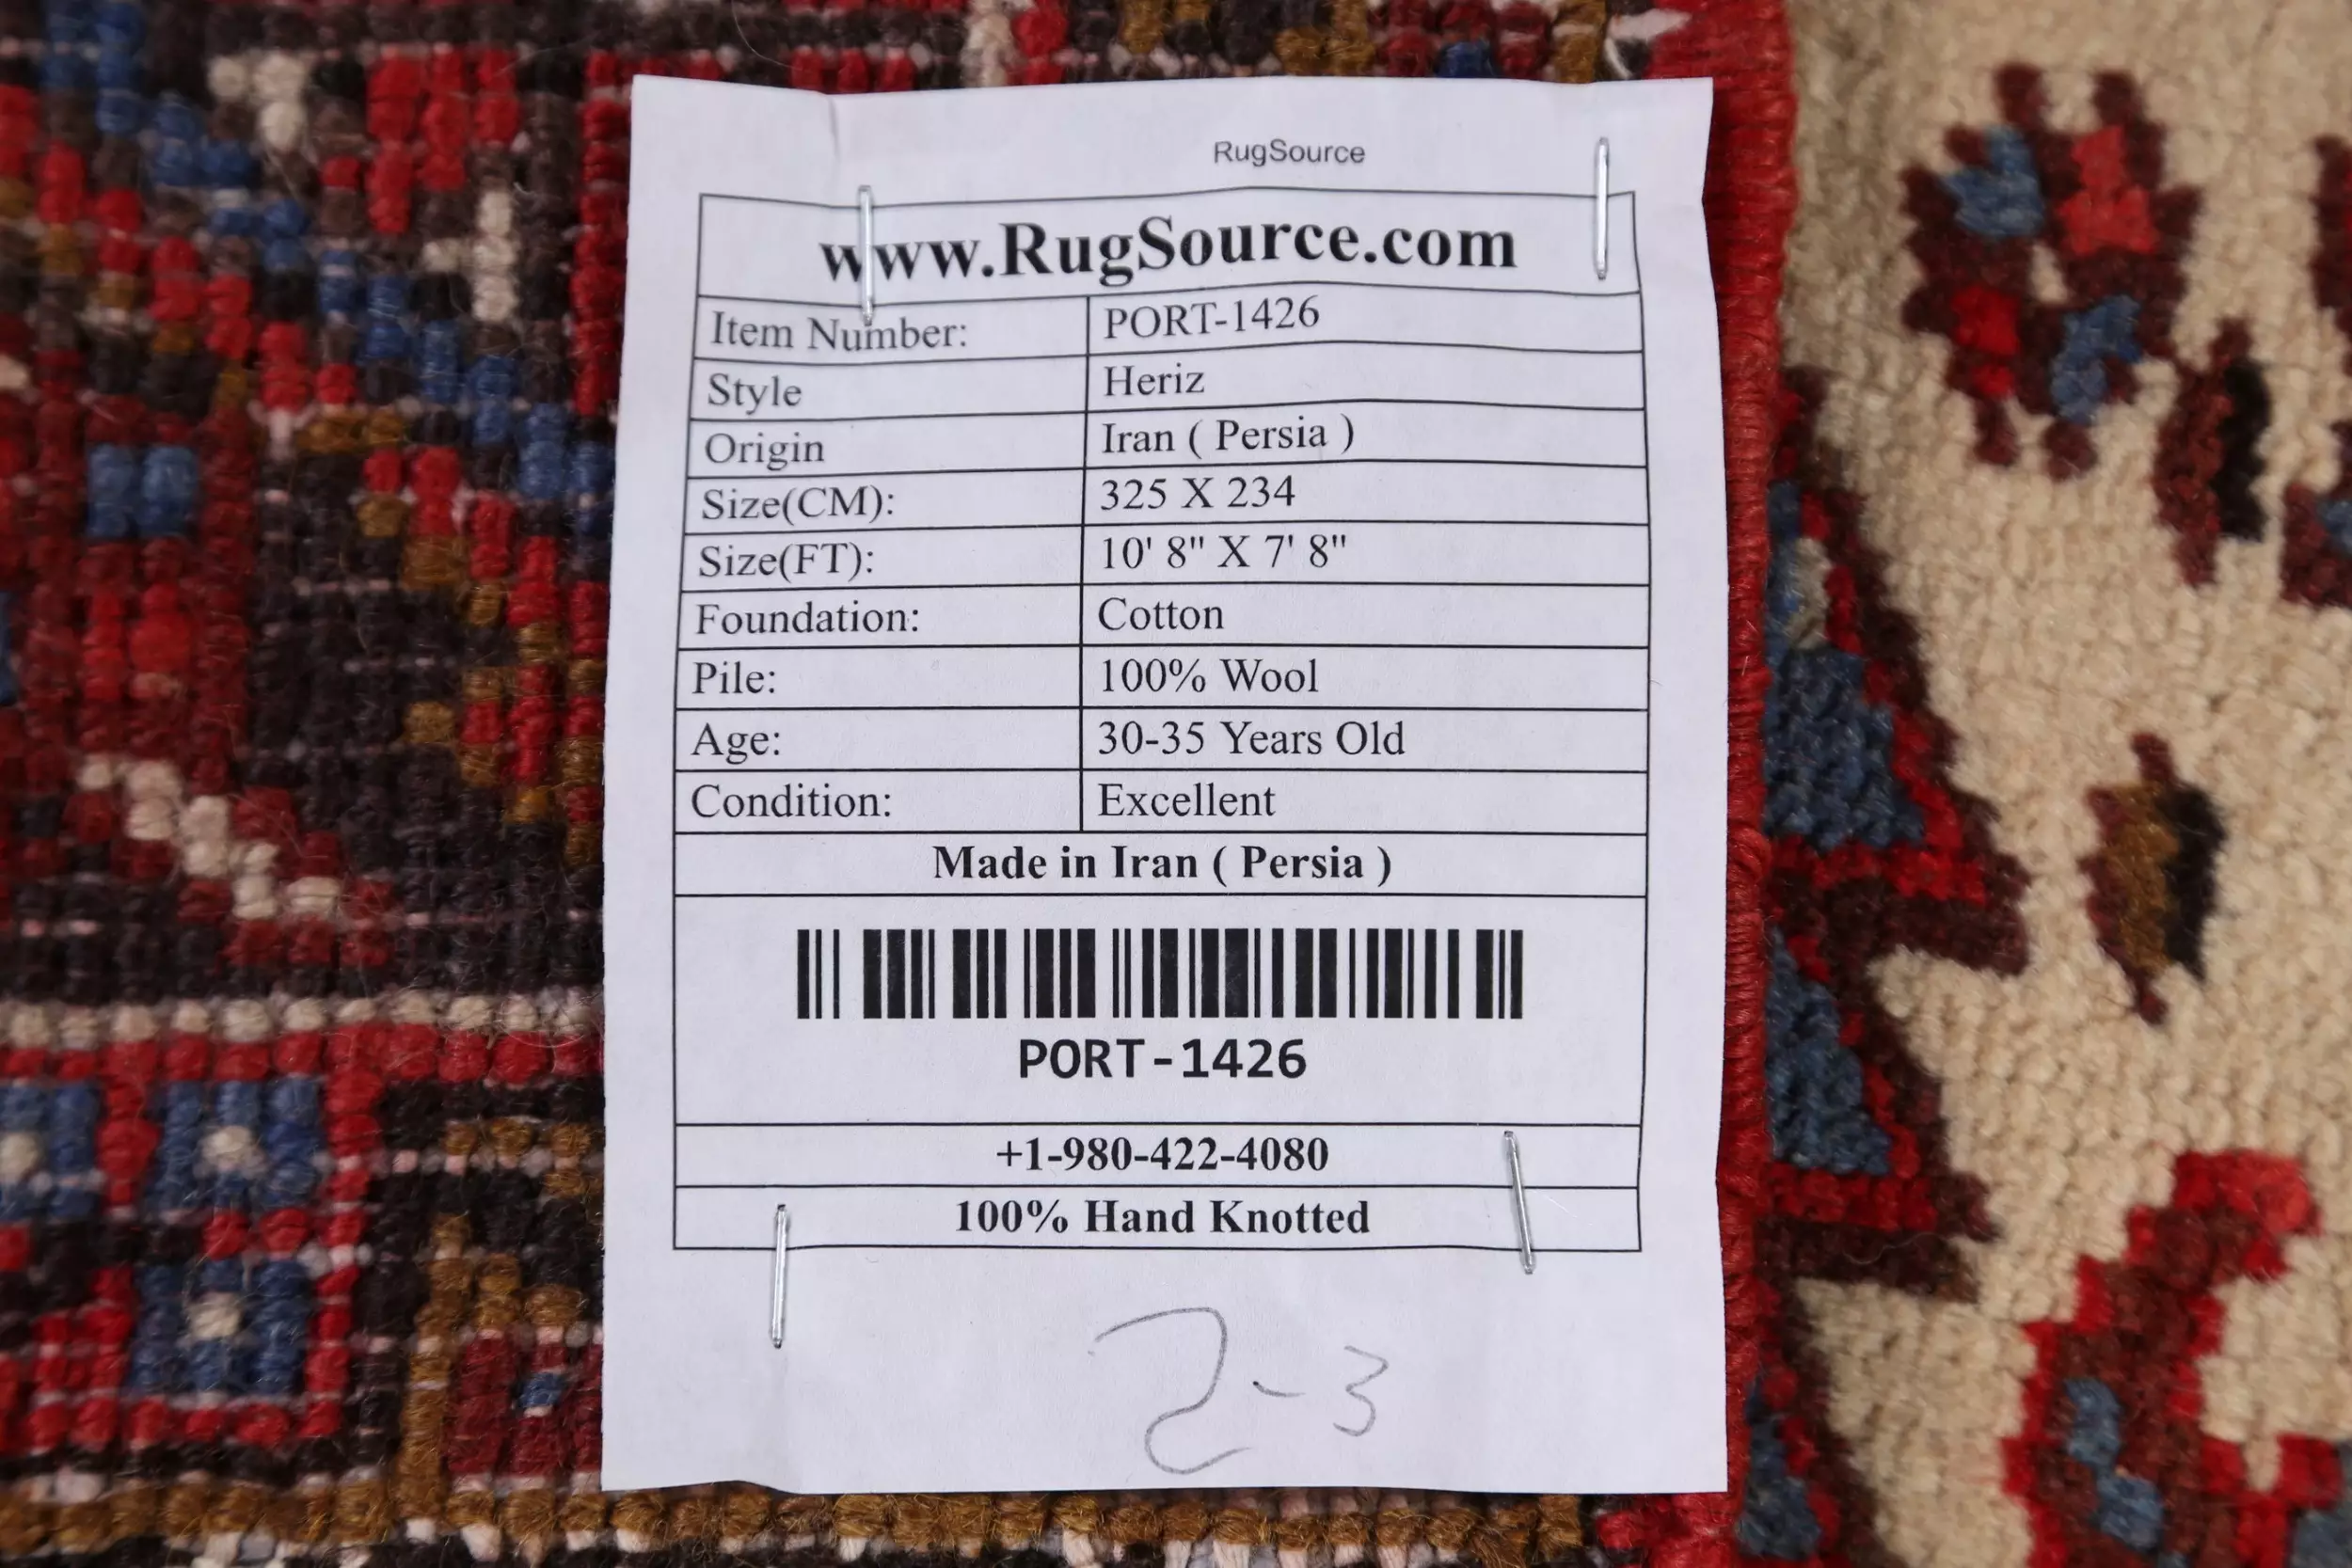 RugSource
www.RugSource.com
Item Number: PORT-1426
Style Heriz
Origin Iran ( Persia )
Size(CM): 325 X 234
Size(FT): 10' 8" X 7' 8"
Foundation: Cotton
Pile: 100% Wool
Age: 30-35 Years Old
Condition: Excellent
Made in Iran ( Persia )
PORT-1426
+1-980-422-4080
100% Hand Knotted
2-3